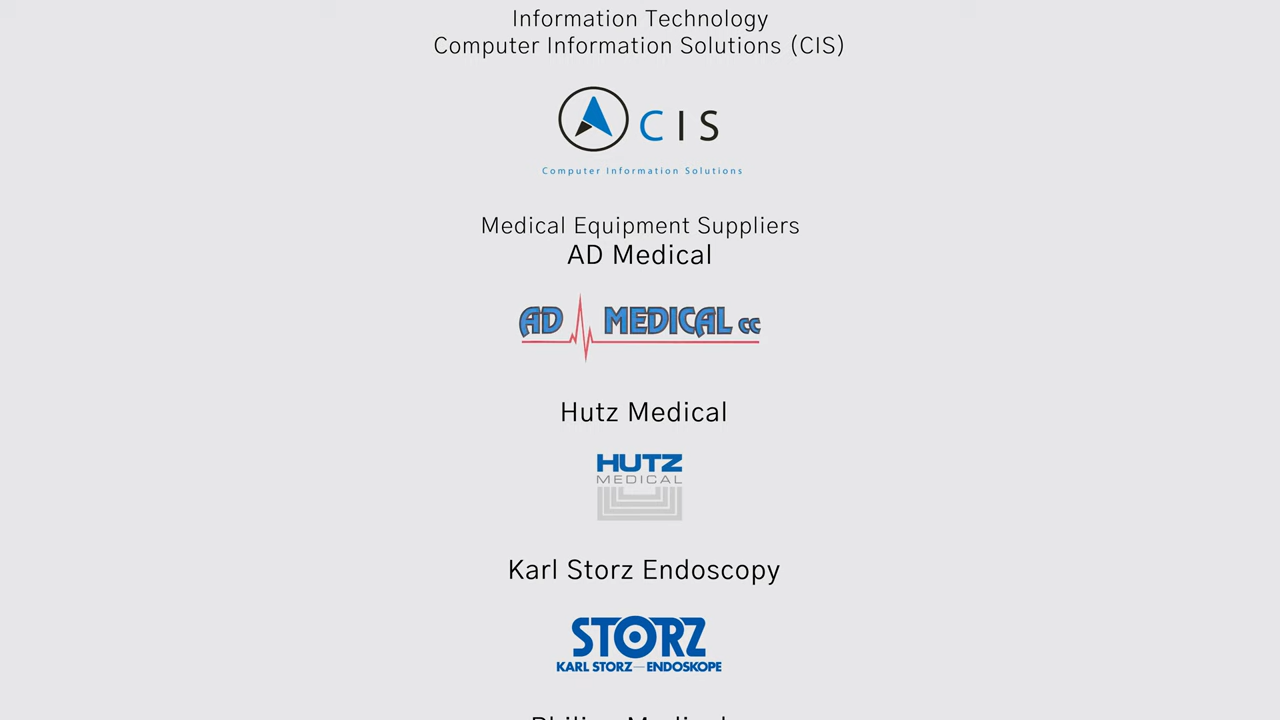 Information Technology
Computer Information Solutions (CIS)
CIS
Computer Information Solutions
Medical Equipment Suppliers
AD Medical
AD MEDICAL cc
Hutz Medical
HUTZ
MEDICAL
Karl Storz Endoscopy
STORZ
KARL STORZ—ENDOSKOPE